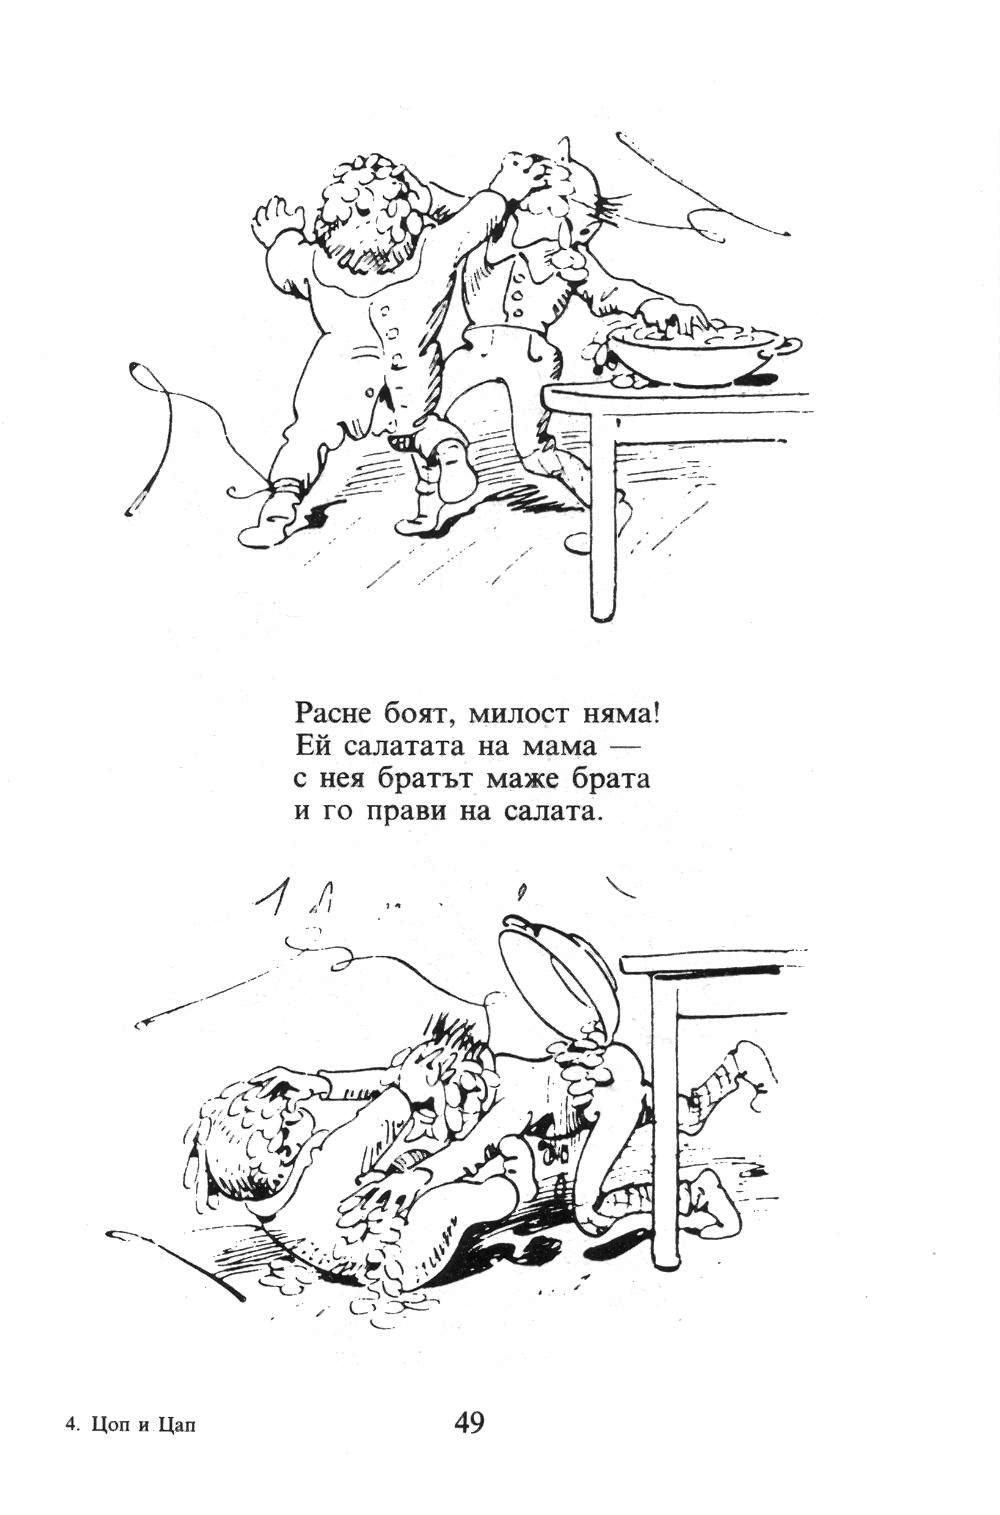 Расне боят, милост няма!
Ей салатата на мама —
с нея братът маже брата
и го прави на салата.
4. Цоп и Цап
49